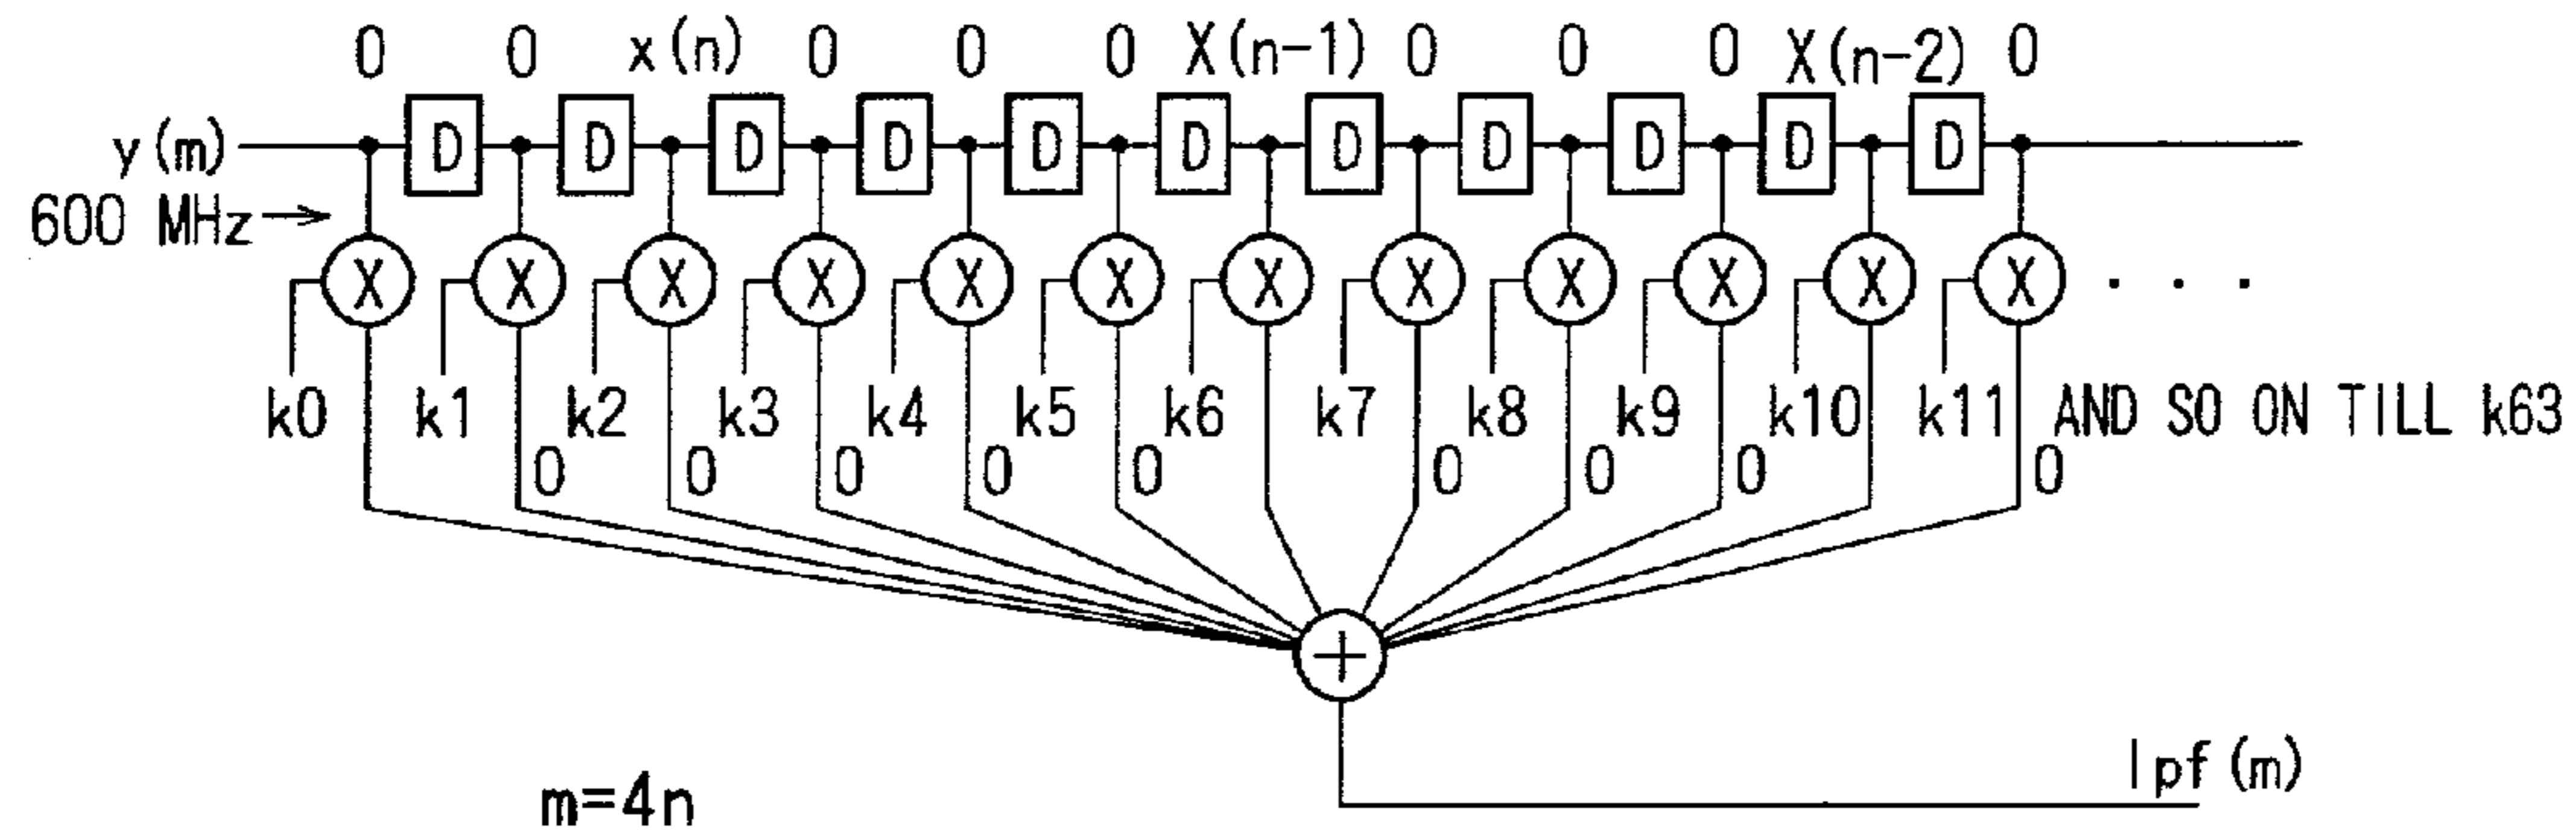 0 0 x(n) 0 0 0 X(n-1) 0 0 0 X(n-2) 0
y(m) D D D D D D D D D D D
600 MHz
X X X X X X X X X X X X . . .
k0 k1 k2 k3 k4 k5 k6 k7 k8 k9 k10 k11 AND SO ON TILL k63
0 0 0 0 0 0 0 0 0
+
lpf(m)
m=4n